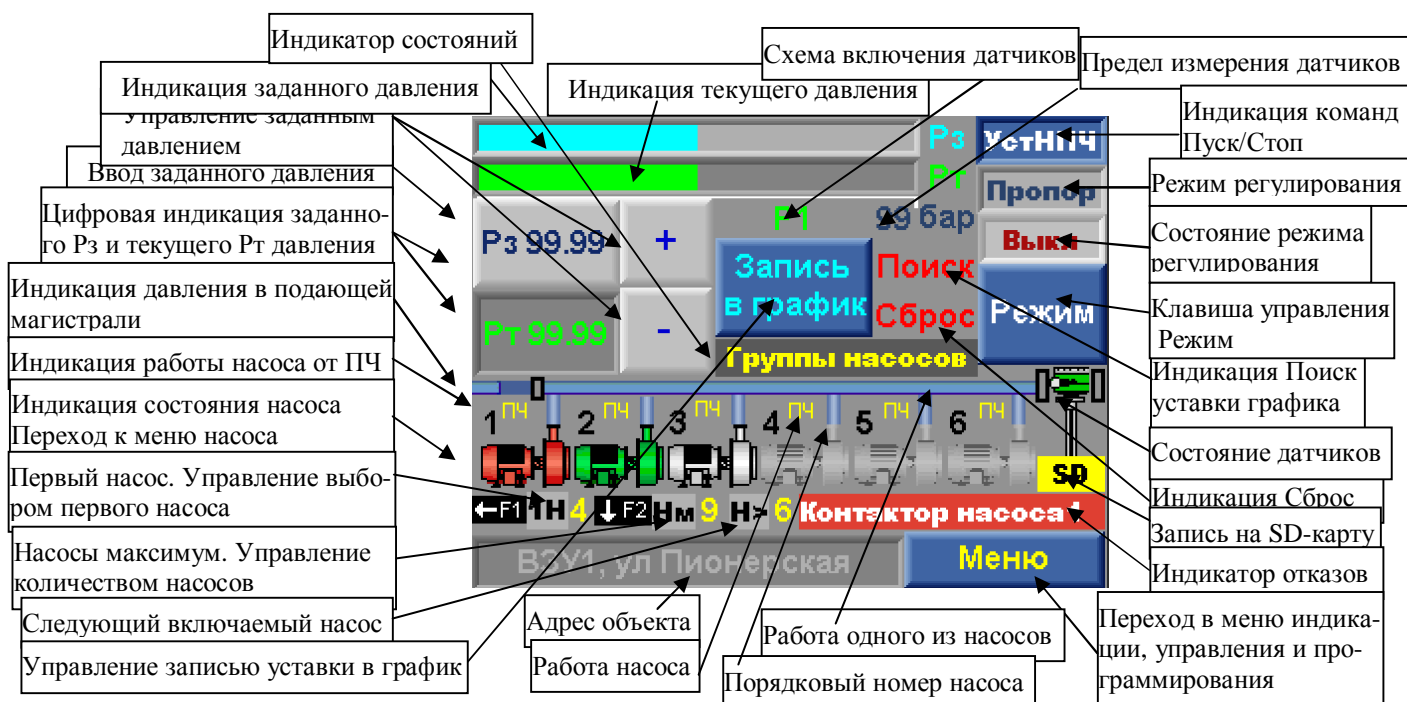 Индикатор состояний
Схема включения датчиков
Предел измерения датчиков
Индикация заданного давления
Индикация текущего давления
Индикация команд
Пуск/Стоп
Управление заданным
давлением
Ввод заданного давления
Режим регулирования
Цифровая индикация заданно-
го Рз и текущего Рт давления
Состояние режима
регулирования
Индикация давления в подающей
магистрали
Клавиша управления
Режим
Индикация работы насоса от ПЧ
Индикация Поиск
уставки графика
Индикация состояния насоса
Переход к меню насоса
Состояние датчиков
Первый насос. Управление выбо-
ром первого насоса
Индикация Сброс
Запись на SD-карту
Насосы максимум. Управление
количеством насосов
Индикатор отказов
Следующий включаемый насос
Адрес объекта
Работа одного из насосов
Переход в меню индика-
ции, управления и про-
граммирования
Управление записью уставки в график
Работа насоса
Порядковый номер насоса
Рз
УстНПЧ
Рт
Пропор
Р1
99 бар
Рз 99.99
+
Выкл
Запись
в график
Поиск
Сброс
Режим
Рт 99.99
-
Группы насосов
1 ПЧ 2 ПЧ 3 ПЧ 4 ПЧ 5 ПЧ 6 ПЧ
SD
←F1 1Н 4 ↓F2 Нм 9 Н> 6 Контактор насоса 1
ВЗУ1, ул Пионерская
Меню